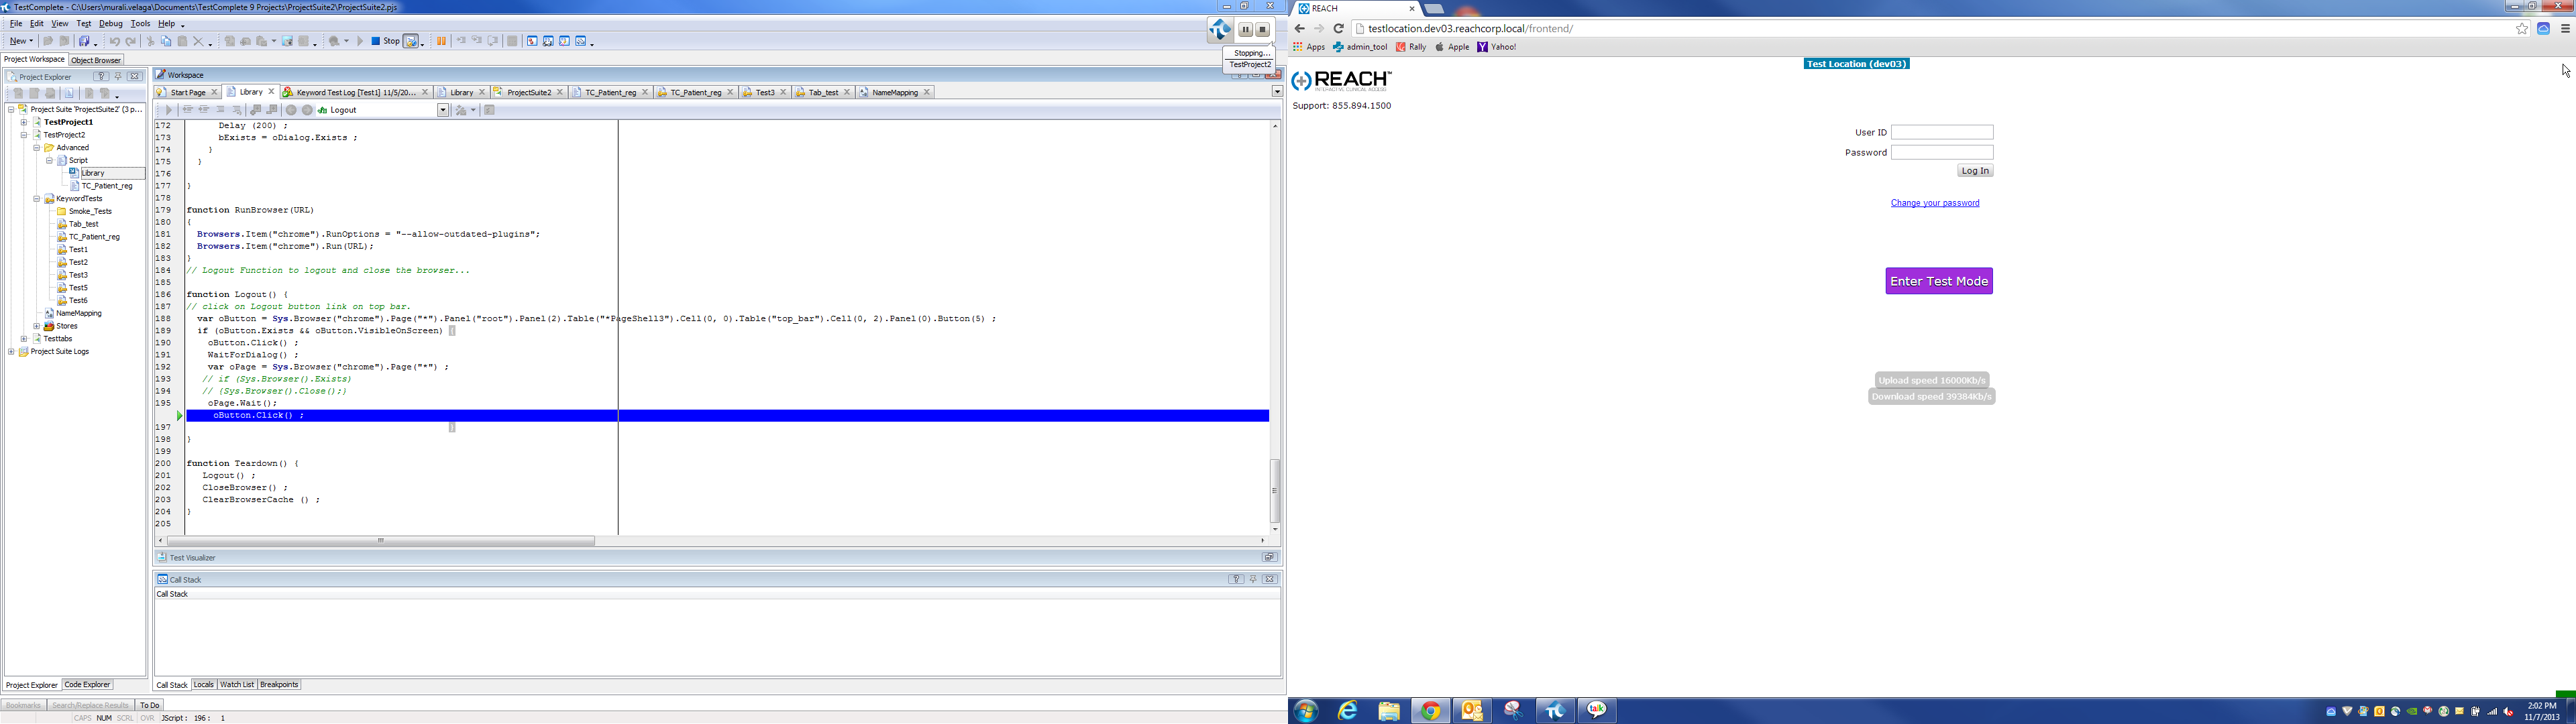 TestComplete - C:\Users\murali.velaga\Documents\TestComplete 9 Projects\ProjectSuite2\ProjectSuite2.pjs
File Edit View Test Debug Tools Help
New
Stop
Stopping...
TestProject2
Project Workspace Object Browser
Project Explorer
Project Suite 'ProjectSuite2' (3 p...
TestProject1
TestProject2
Advanced
Script
Library
TC_Patient_reg
KeywordTests
Smoke_Tests
Tab_test
TC_Patient_reg
Test1
Test2
Test3
Test5
Test6
NameMapping
Stores
Testtabs
Project Suite Logs
Project Explorer Code Explorer
Workspace
Start Page Library Keyword Test Log [Test1] 11/5/20... Library ProjectSuite2 TC_Patient_reg TC_Patient_reg Test3 Tab_test NameMapping
Logout
172 Delay (200) ;
173 bExists = oDialog.Exists ;
174 }
175 }
176
177 }
178
179 function RunBrowser(URL)
180 {
181 Browsers.Item("chrome").RunOptions = "--allow-outdated-plugins";
182 Browsers.Item("chrome").Run(URL);
183 }
184 // Logout Function to logout and close the browser...
185
186 function Logout() {
187 // click on Logout button link on top bar.
188 var oButton = Sys.Browser("chrome").Page("*").Panel("root").Panel(2).Table("*PageShell3").Cell(0, 0).Table("top_bar").Cell(0, 2).Panel(0).Button(5) ;
189 if (oButton.Exists && oButton.VisibleOnScreen) {
190 oButton.Click() ;
191 WaitForDialog() ;
192 var oPage = Sys.Browser("chrome").Page("*") ;
193 // if (Sys.Browser().Exists)
194 // {Sys.Browser().Close();}
195 oPage.Wait();
oButton.Click() ;
197 }
198 }
199
200 function Teardown() {
201 Logout() ;
202 CloseBrowser() ;
203 ClearBrowserCache () ;
204 }
205
Test Visualizer
Call Stack
Call Stack
Call Stack Locals Watch List Breakpoints
Bookmarks Search/Replace Results To Do
CAPS NUM SCRL OVR JScript : 196 : 1
REACH
testlocation.dev03.reachcorp.local/frontend/
Apps admin_tool Rally Apple Yahoo!
Test Location (dev03)
REACH™
INTERACTIVE CLINICAL ACCESS
Support: 855.894.1500
User ID
Password
Log In
Change your password
Enter Test Mode
Upload speed 16000Kb/s
Download speed 39384Kb/s
talk
2:02 PM
11/7/2013